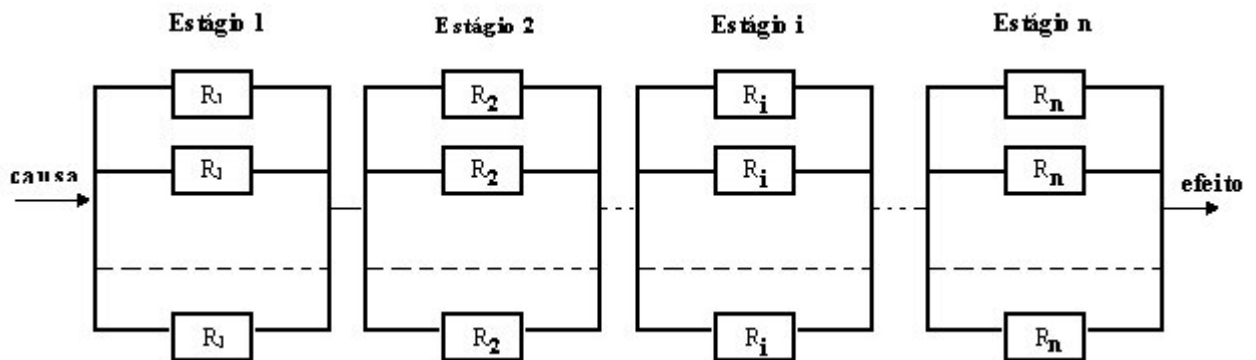 Estágio 1 Estágio 2 Estágio i Estágio n
R₁ R₂ Rᵢ Rₙ
causa R₁ R₂ Rᵢ Rₙ efeito
R₁ R₂ Rᵢ Rₙ